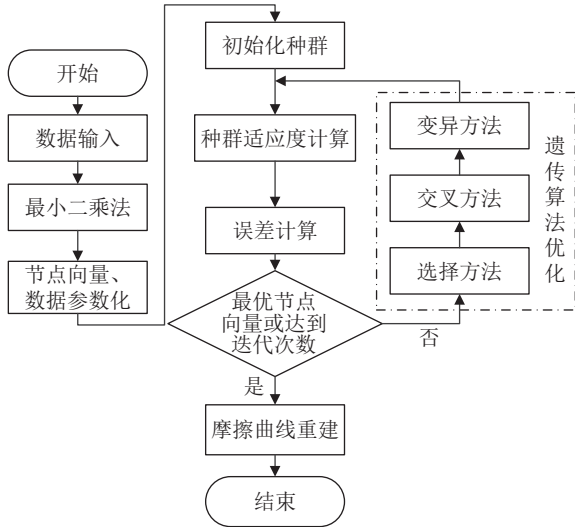 开始
数据输入
最小二乘法
节点向量、
数据参数化
初始化种群
种群适应度计算
误差计算
最优节点
向量或达到
迭代次数
否
选择方法
交叉方法
变异方法
遗传算法优化
是
摩擦曲线重建
结束